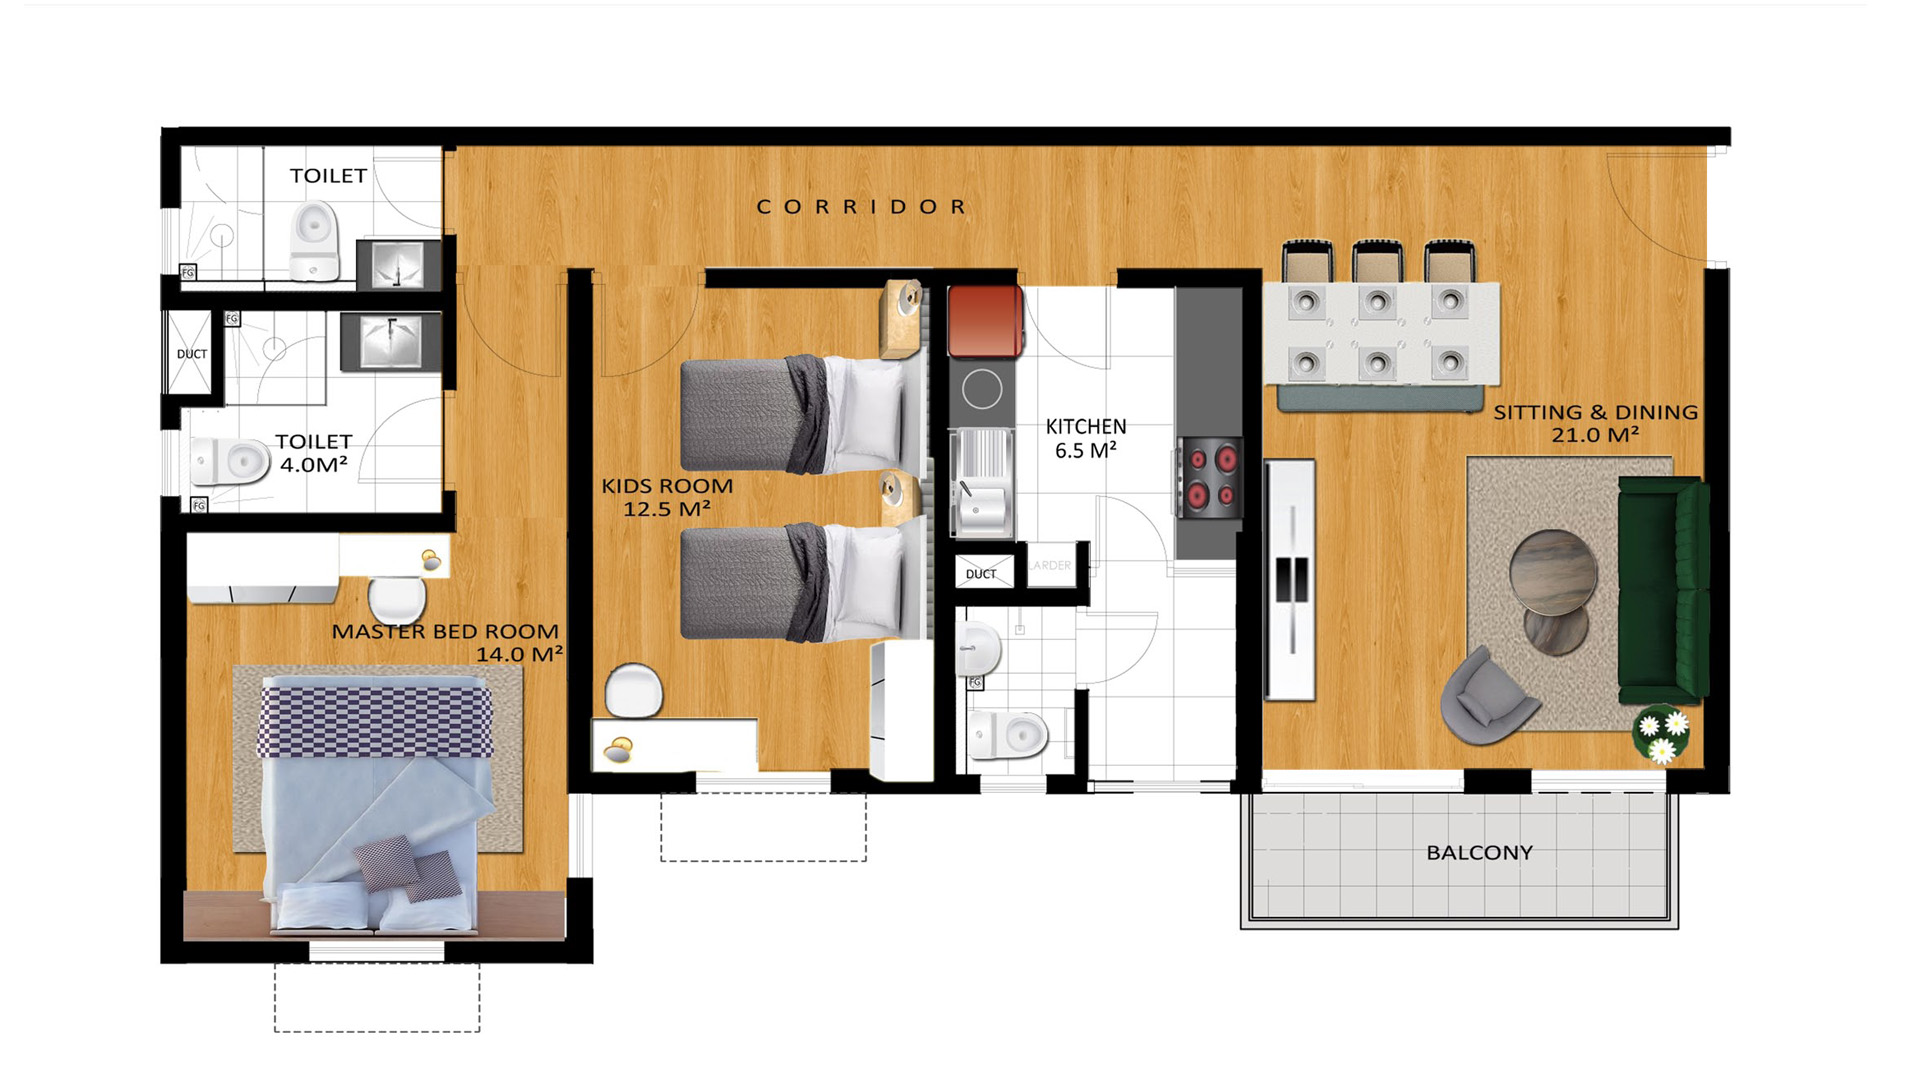 TOILET
CORRIDOR
FG
FG
DUCT
TOILET
4.0M²
FG
MASTER BED ROOM
14.0 M²
KIDS ROOM
12.5 M²
KITCHEN
6.5 M²
DUCT
LARDER
FG
SITTING & DINING
21.0 M²
BALCONY